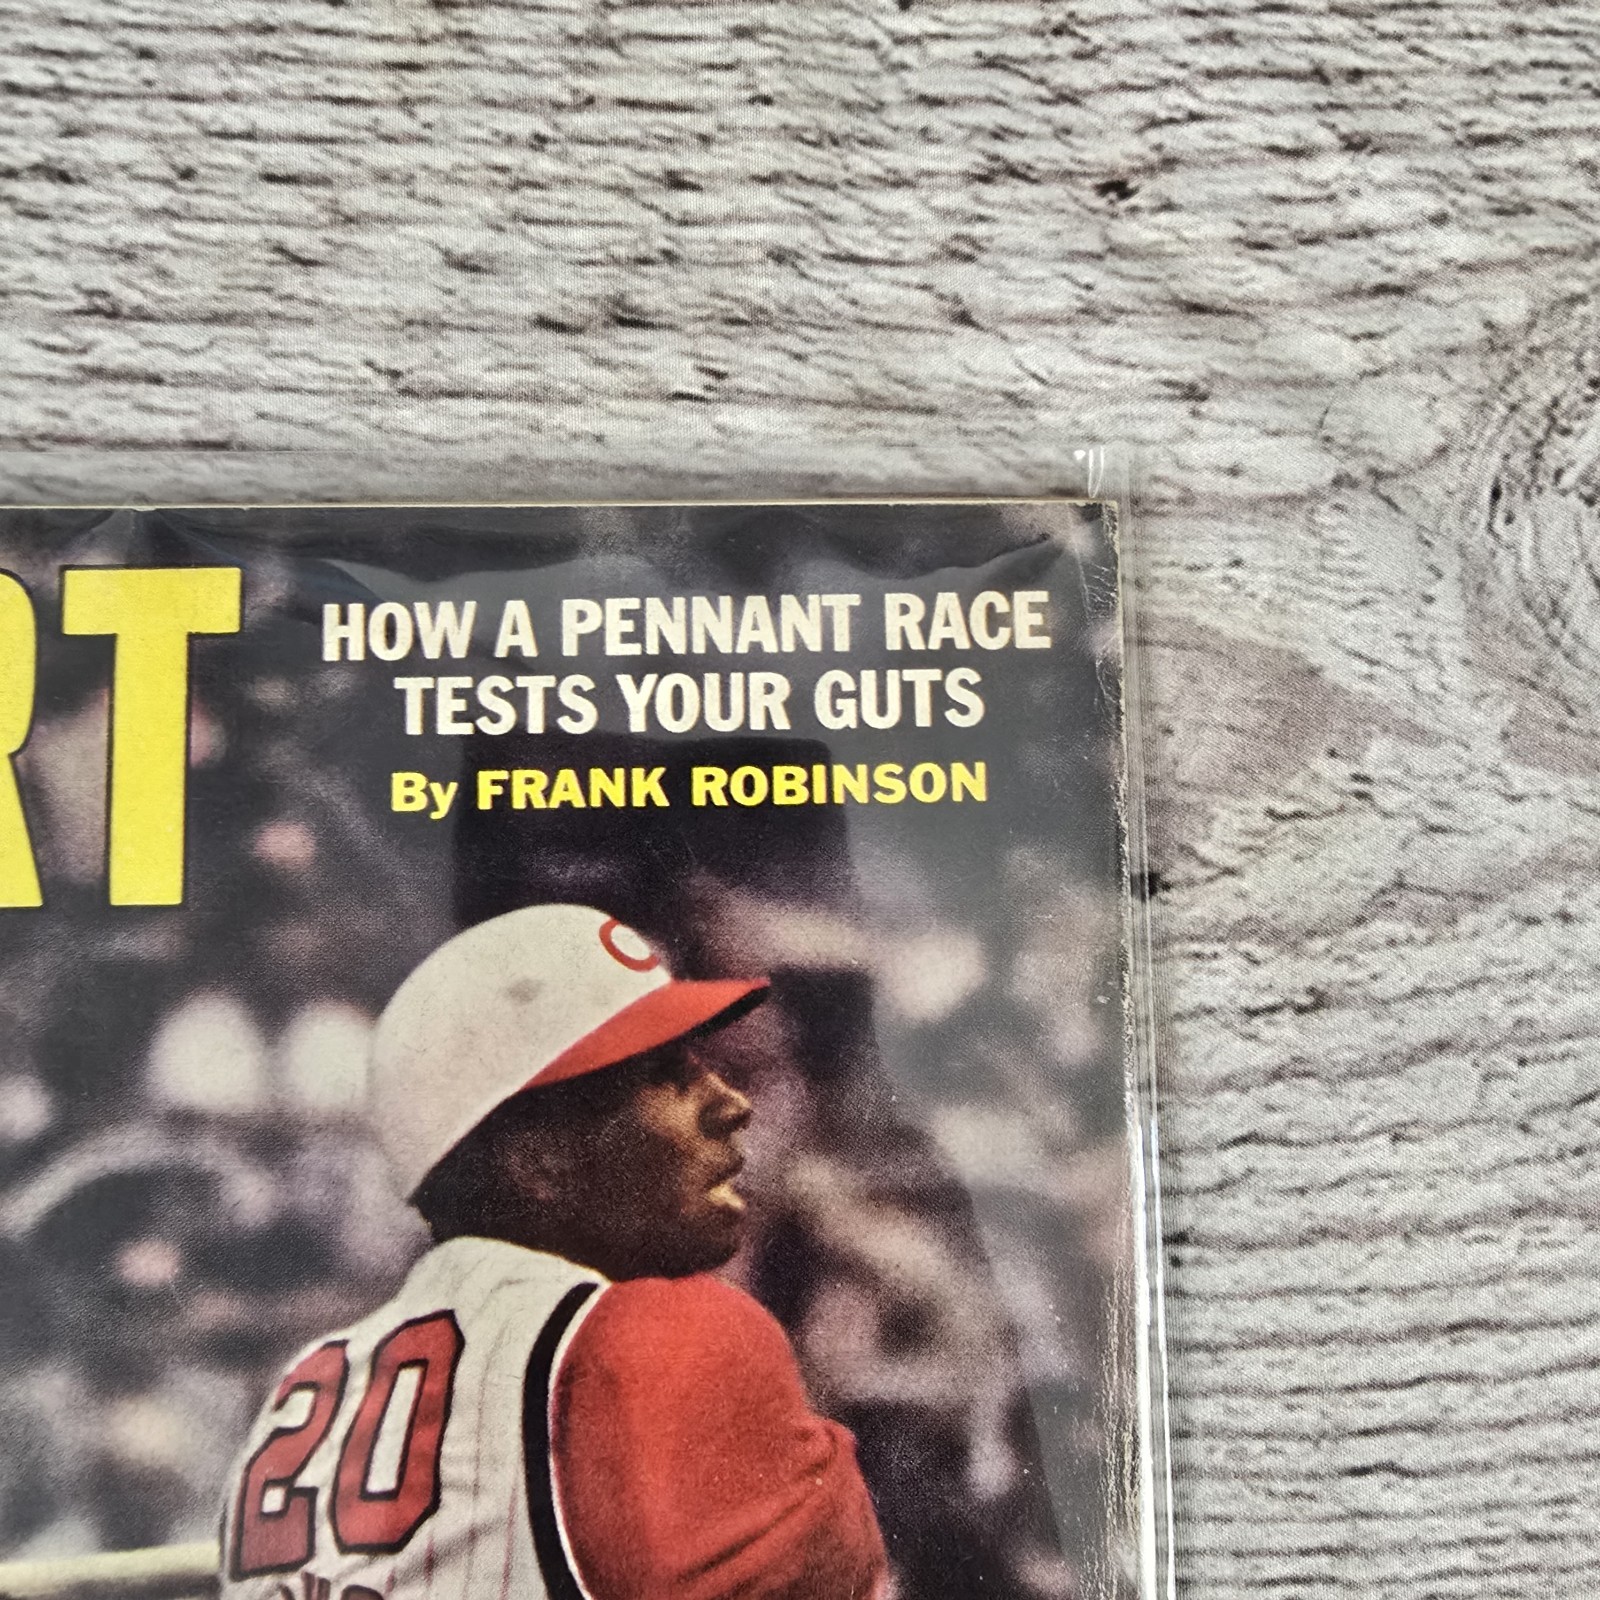 RT
HOW A PENNANT RACE
TESTS YOUR GUTS
By FRANK ROBINSON
C
20